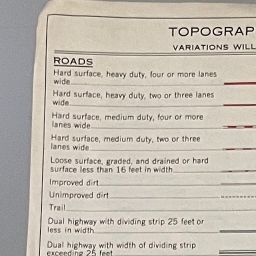 TOPOGRAP
VARIATIONS WILL
ROADS
Hard surface, heavy duty, four or more lanes
wide
Hard surface, heavy duty, two or three lanes
wide
Hard surface, medium duty, four or more
lanes wide
Hard surface, medium duty, two or three
lanes wide
Loose surface, graded, and drained or hard
surface less than 16 feet in width
Improved dirt
Unimproved dirt
Trail
Dual highway with dividing strip 25 feet or
less in width
Dual highway with width of dividing strip
exceeding 25 feet